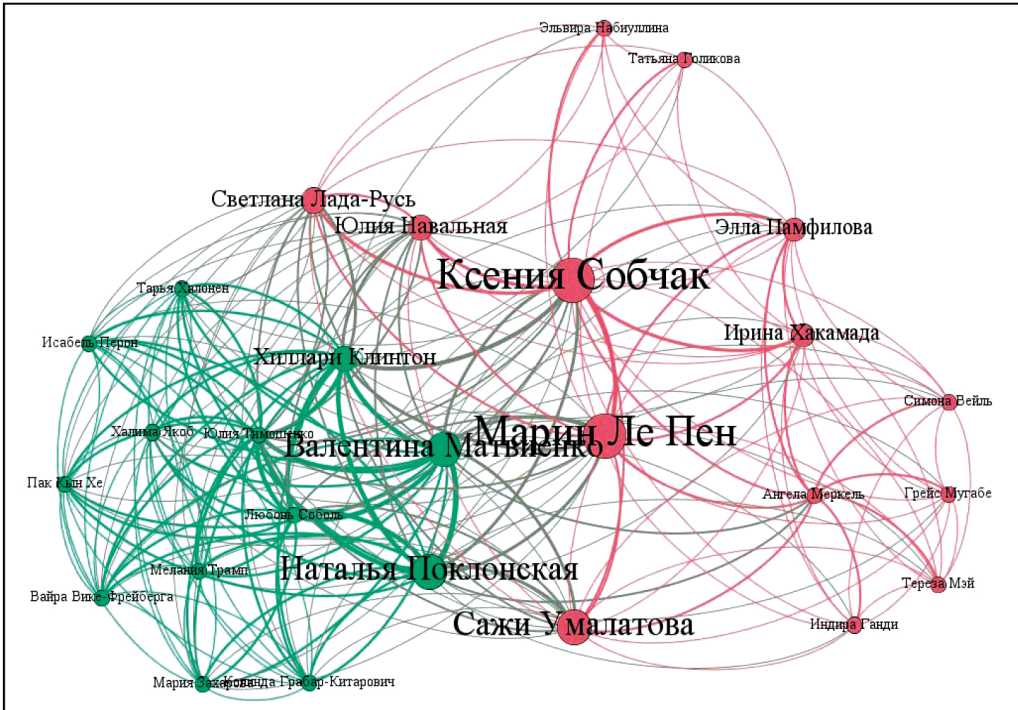 Эльвира Набиуллина
Татьяна Голикова
Светлана Лада-Русь
Юлия Навальная
Элла Памфилова
Ксения Собчак
Тарья Халонен
Ирина Хакамада
Исабель Перон
Хиллари Клинтон
Симона Вейль
Халима Якоб
Юлия Тимошенко
Марин Ле Пен
Валентина Матвиенко
Пак Кын Хе
Ангела Меркель
Грейс Мугабе
Любовь Соболь
Мелания Трамп
Наталья Поклонская
Тереза Мэй
Вайра Вике-Фрейберга
Сажи Умалатова
Индира Ганди
Мария Захарова
Колинда Грабар-Китарович